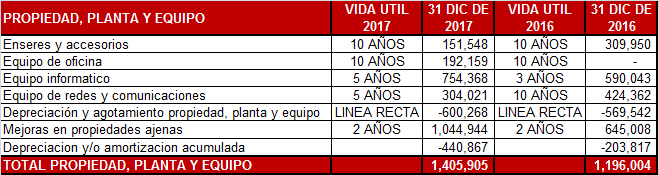 PROPIEDAD, PLANTA Y EQUIPO VIDA UTIL 2017 31 DIC DE 2017 VIDA UTIL 2016 31 DIC DE 2016
Enseres y accesorios 10 AÑOS 151,548 10 AÑOS 309,950
Equipo de oficina 10 AÑOS 192,159 10 AÑOS -
Equipo informatico 5 AÑOS 754,368 3 AÑOS 590,043
Equipo de redes y comunicaciones 5 AÑOS 304,021 10 AÑOS 424,362
Depreciación y agotamiento propiedad, planta y equipo LINEA RECTA -600,268 LINEA RECTA -569,542
Mejoras en propiedades ajenas 2 AÑOS 1,044,944 2 AÑOS 645,008
Depreciacion y/o amortizacion acumulada -440,867 -203,817
TOTAL PROPIEDAD, PLANTA Y EQUIPO 1,405,905 1,196,004